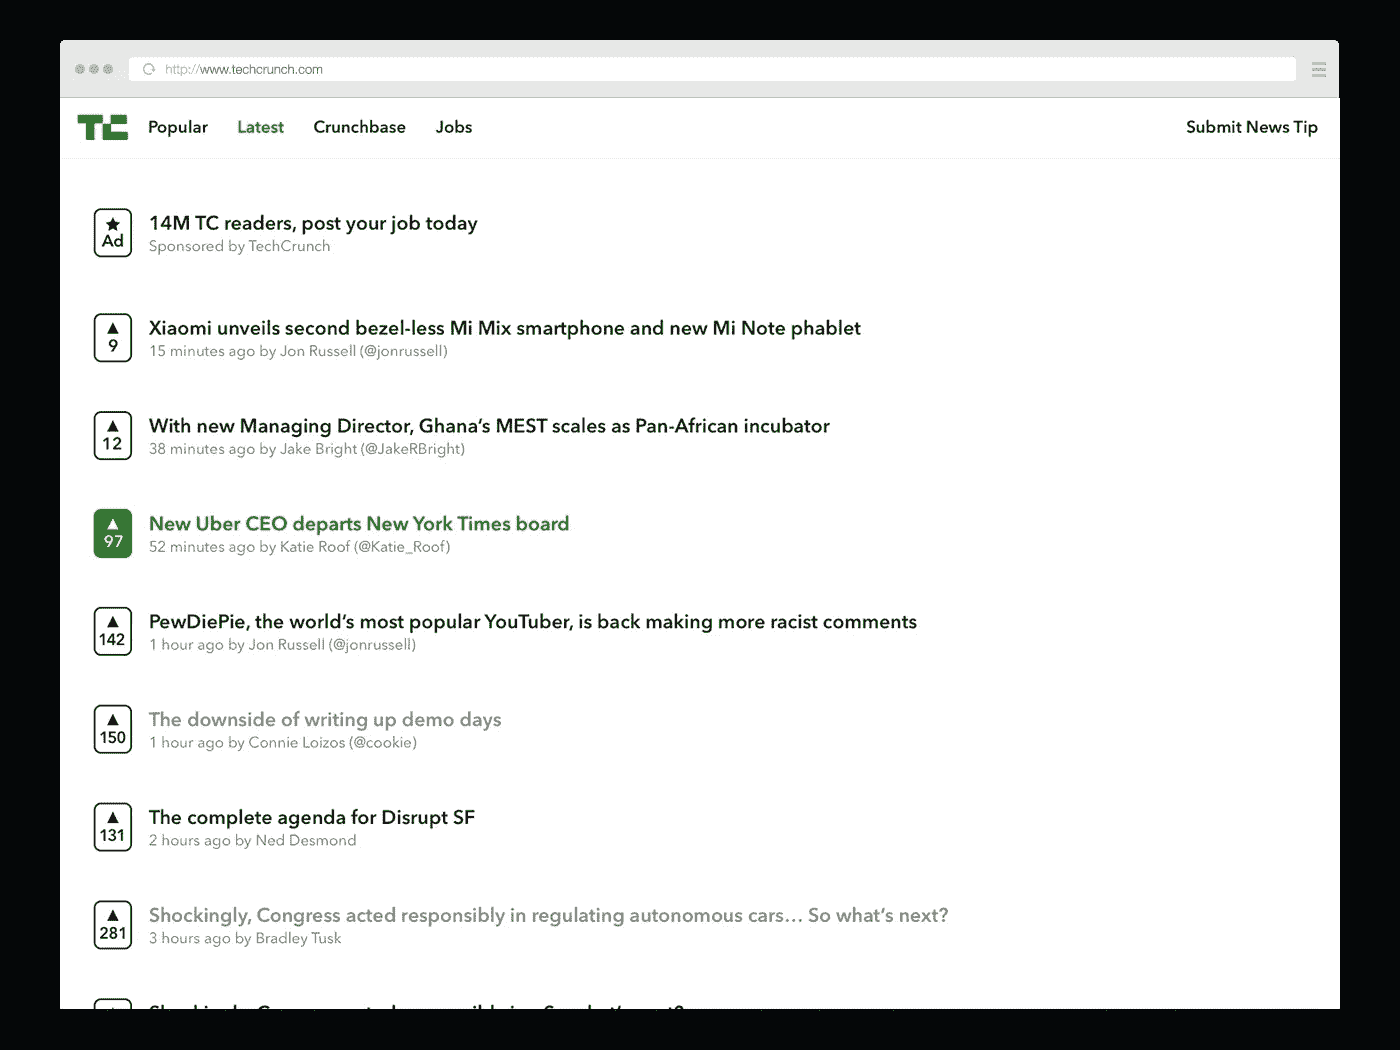 http://www.techcrunch.com
TC Popular Latest Crunchbase Jobs Submit News Tip
Ad
14M TC readers, post your job today
Sponsored by TechCrunch
9
Xiaomi unveils second bezel-less Mi Mix smartphone and new Mi Note phablet
15 minutes ago by Jon Russell (@jonrussell)
12
With new Managing Director, Ghana’s MEST scales as Pan-African incubator
38 minutes ago by Jake Bright (@JakeRBright)
97
New Uber CEO departs New York Times board
52 minutes ago by Katie Roof (@Katie_Roof)
142
PewDiePie, the world’s most popular YouTuber, is back making more racist comments
1 hour ago by Jon Russell (@jonrussell)
150
The downside of writing up demo days
1 hour ago by Connie Loizos (@cookie)
131
The complete agenda for Disrupt SF
2 hours ago by Ned Desmond
281
Shockingly, Congress acted responsibly in regulating autonomous cars… So what’s next?
3 hours ago by Bradley Tusk